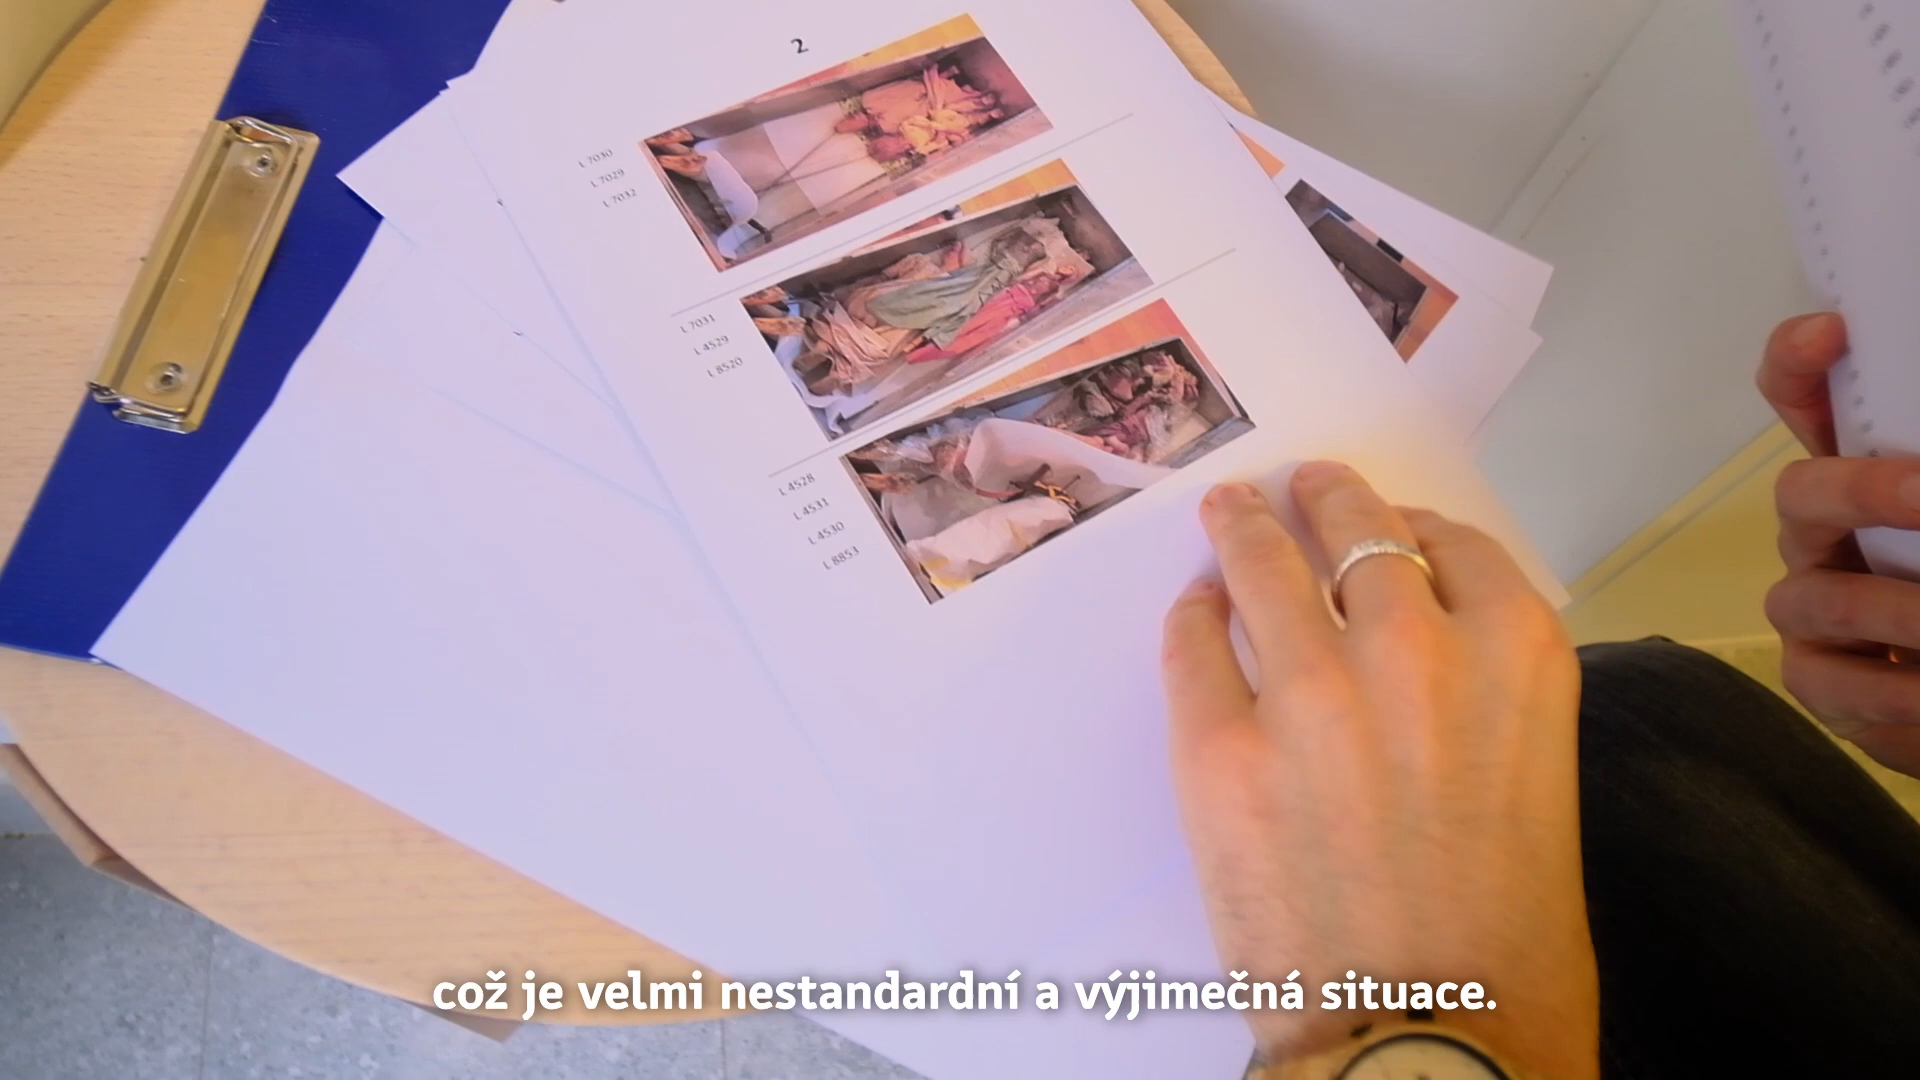 2
L 7030
L 7029
L 7032
L 7031
L 4529
L 8520
L 4528
L 4531
L 4530
L 8853
což je velmi nestandardní a výjimečná situace.